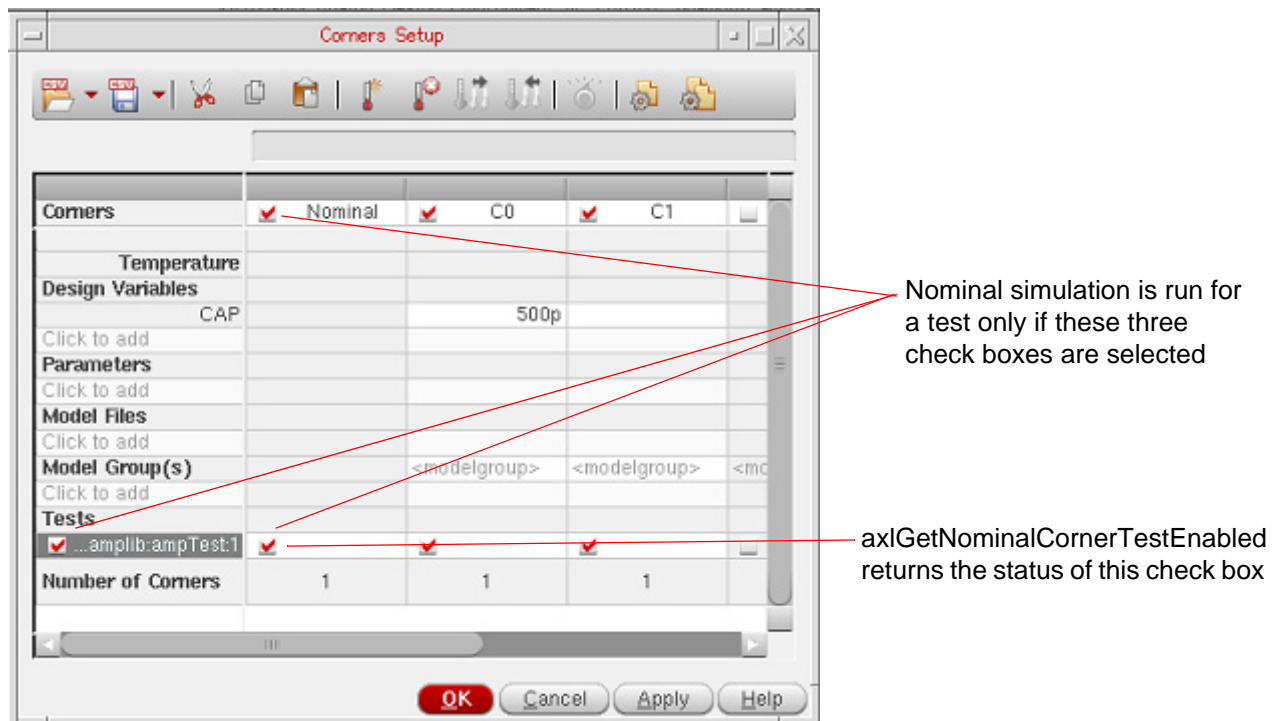 Corners Setup
Corners Nominal C0 C1
Temperature
Design Variables
CAP 500p
Click to add
Parameters
Click to add
Model Files
Click to add
Model Group(s) <modelgroup> <modelgroup> <mo
Click to add
Tests
...amplib:ampTest:1
Number of Corners 1 1 1
OK Cancel Apply Help
Nominal simulation is run for
a test only if these three
check boxes are selected
axlGetNominalCornerTestEnabled
returns the status of this check box